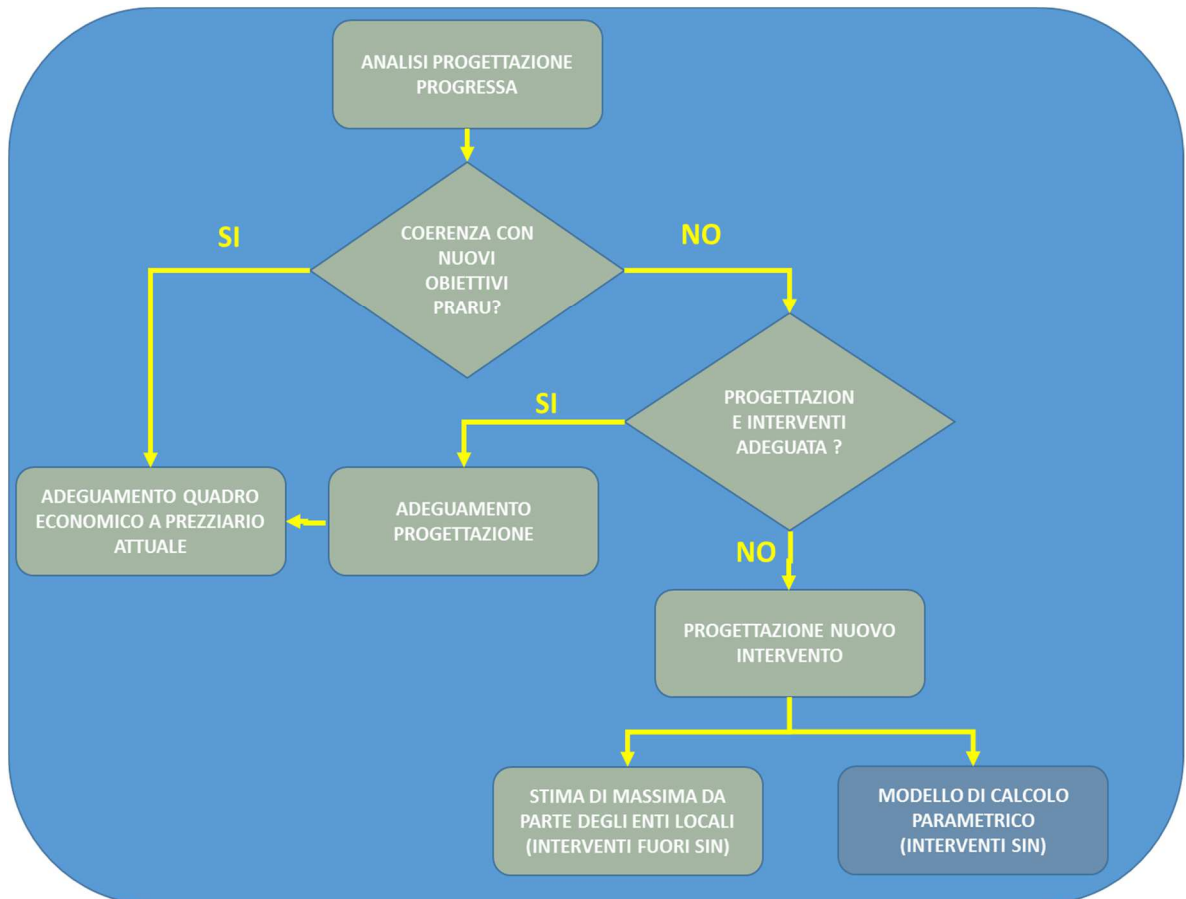 ANALISI PROGETTAZIONE
PROGRESSA
SI
COERENZA CON
NUOVI
OBIETTIVI
PRARU?
NO
SI
PROGETTAZION
E INTERVENTI
ADEGUATA ?
ADEGUAMENTO QUADRO
ECONOMICO A PREZZIARIO
ATTUALE
ADEGUAMENTO
PROGETTAZIONE
NO
PROGETTAZIONE NUOVO
INTERVENTO
STIMA DI MASSIMA DA
PARTE DEGLI ENTI LOCALI
(INTERVENTI FUORI SIN)
MODELLO DI CALCOLO
PARAMETRICO
(INTERVENTI SIN)